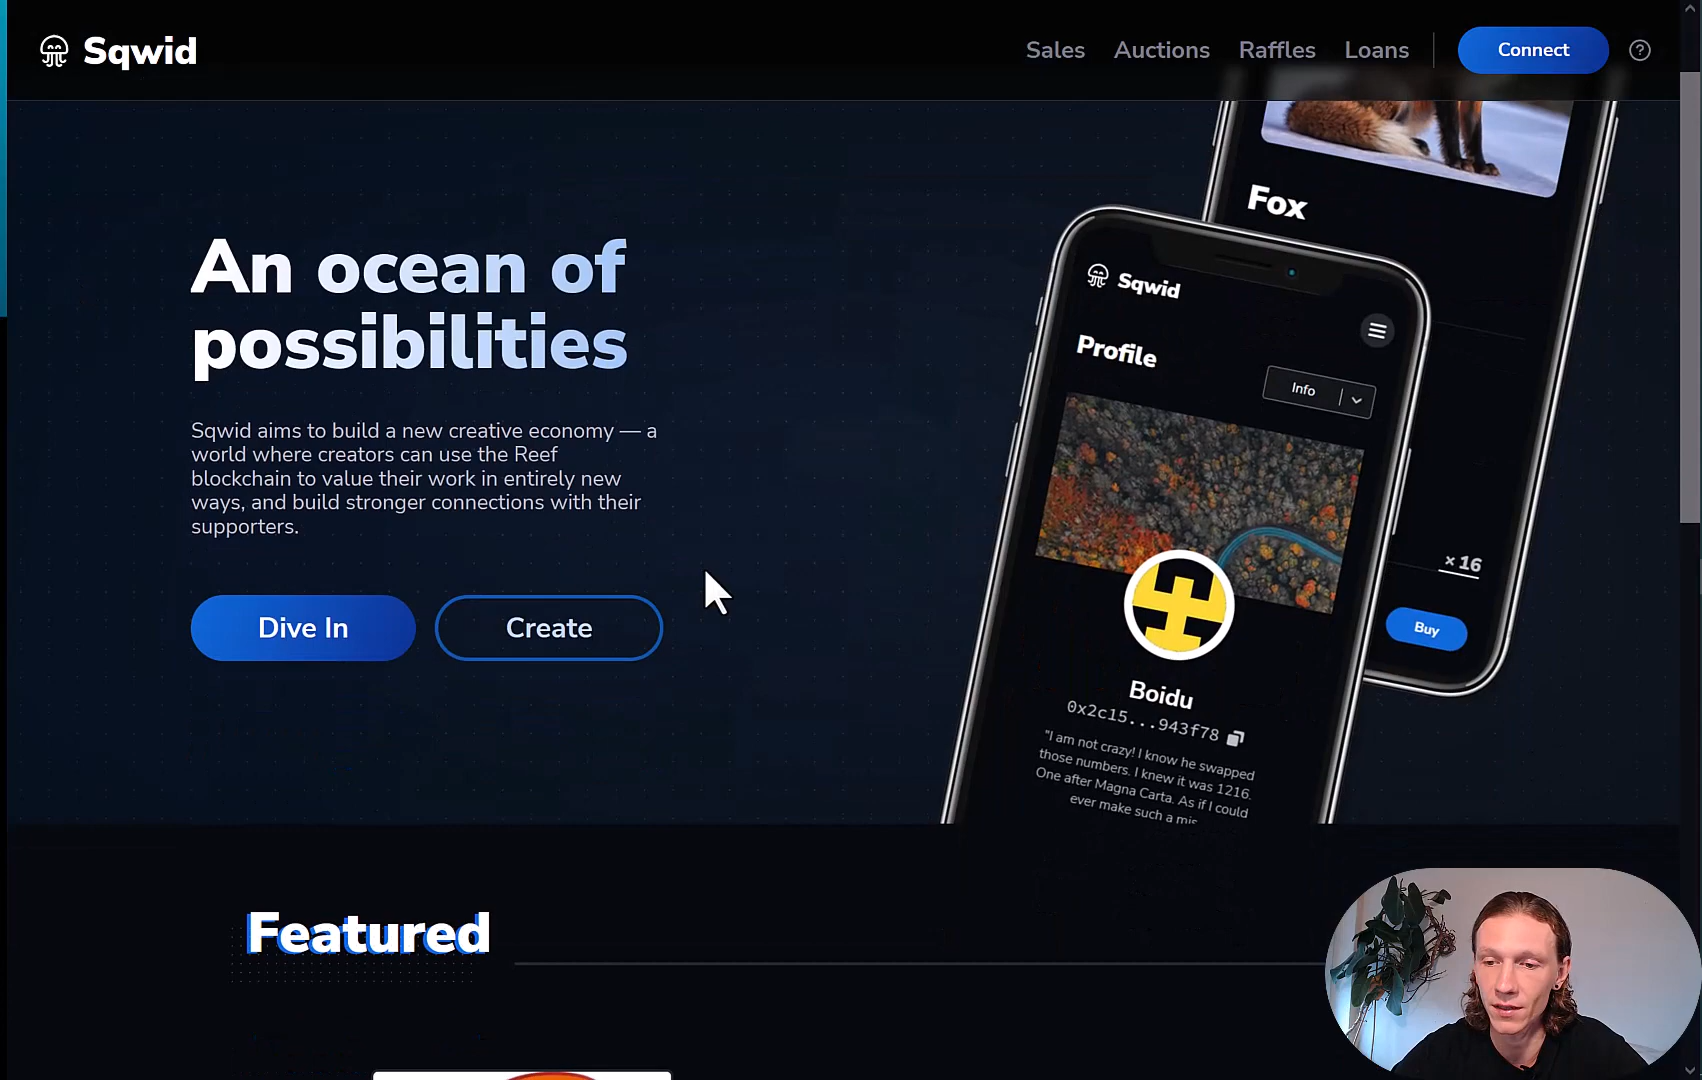 Sqwid
Sales
Auctions
Raffles
Loans
Connect
?
An ocean of
possibilities
Sqwid aims to build a new creative economy — a
world where creators can use the Reef
blockchain to value their work in entirely new
ways, and build stronger connections with their
supporters.
Dive In
Create
Fox
× 16
Buy
Sqwid
Profile
Info
Boidu
0x2c15...943f78
"I am not crazy! I know he swapped
those numbers. I knew it was 1216.
One after Magna Carta. As if I could
ever make such a mis
Featured